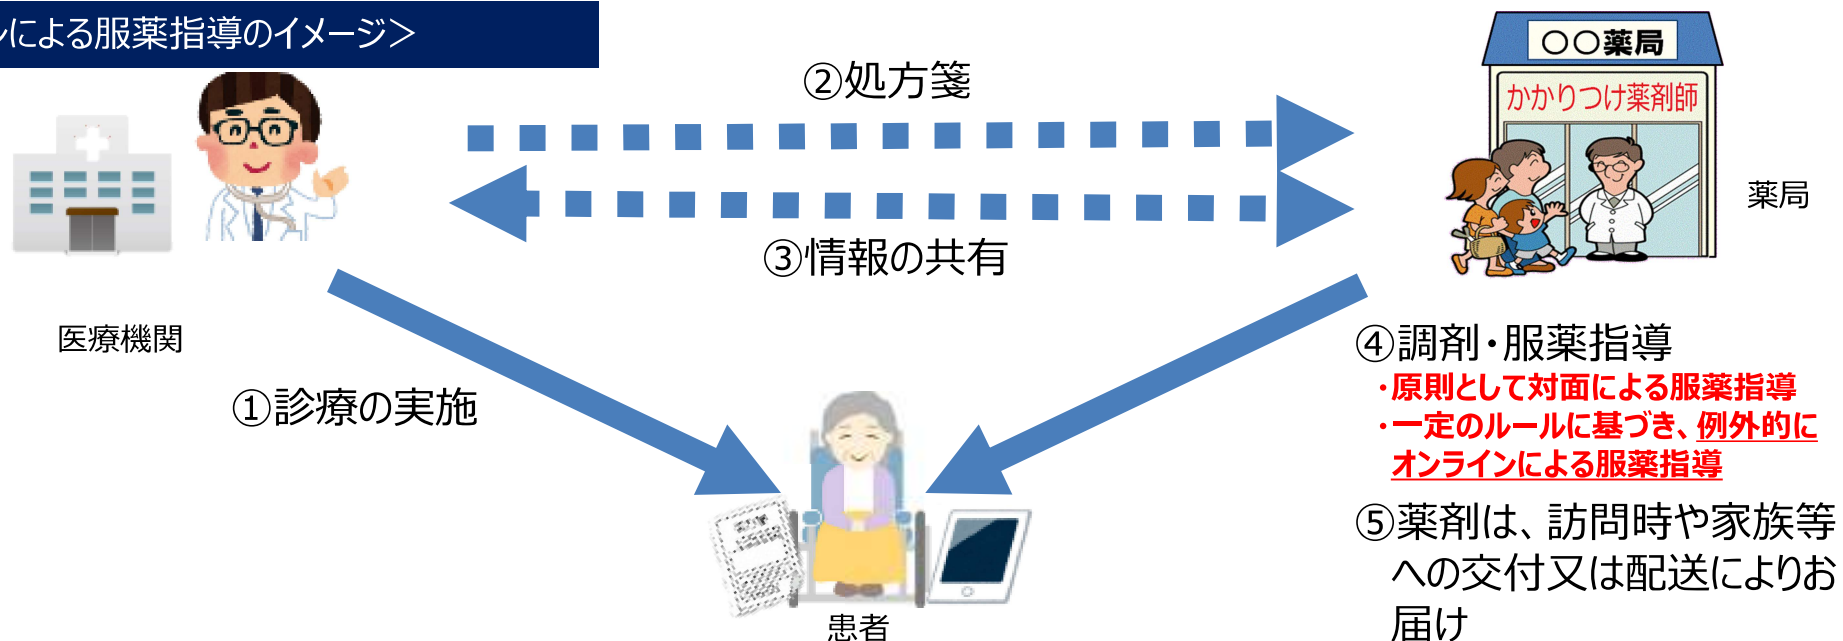 ンによる服薬指導のイメージ＞
②処方箋
〇〇薬局
かかりつけ薬剤師
薬局
③情報の共有
医療機関
①診療の実施
④調剤・服薬指導
・原則として対面による服薬指導
・一定のルールに基づき、例外的に
オンラインによる服薬指導
⑤薬剤は、訪問時や家族等
への交付又は配送によりお
届け
患者